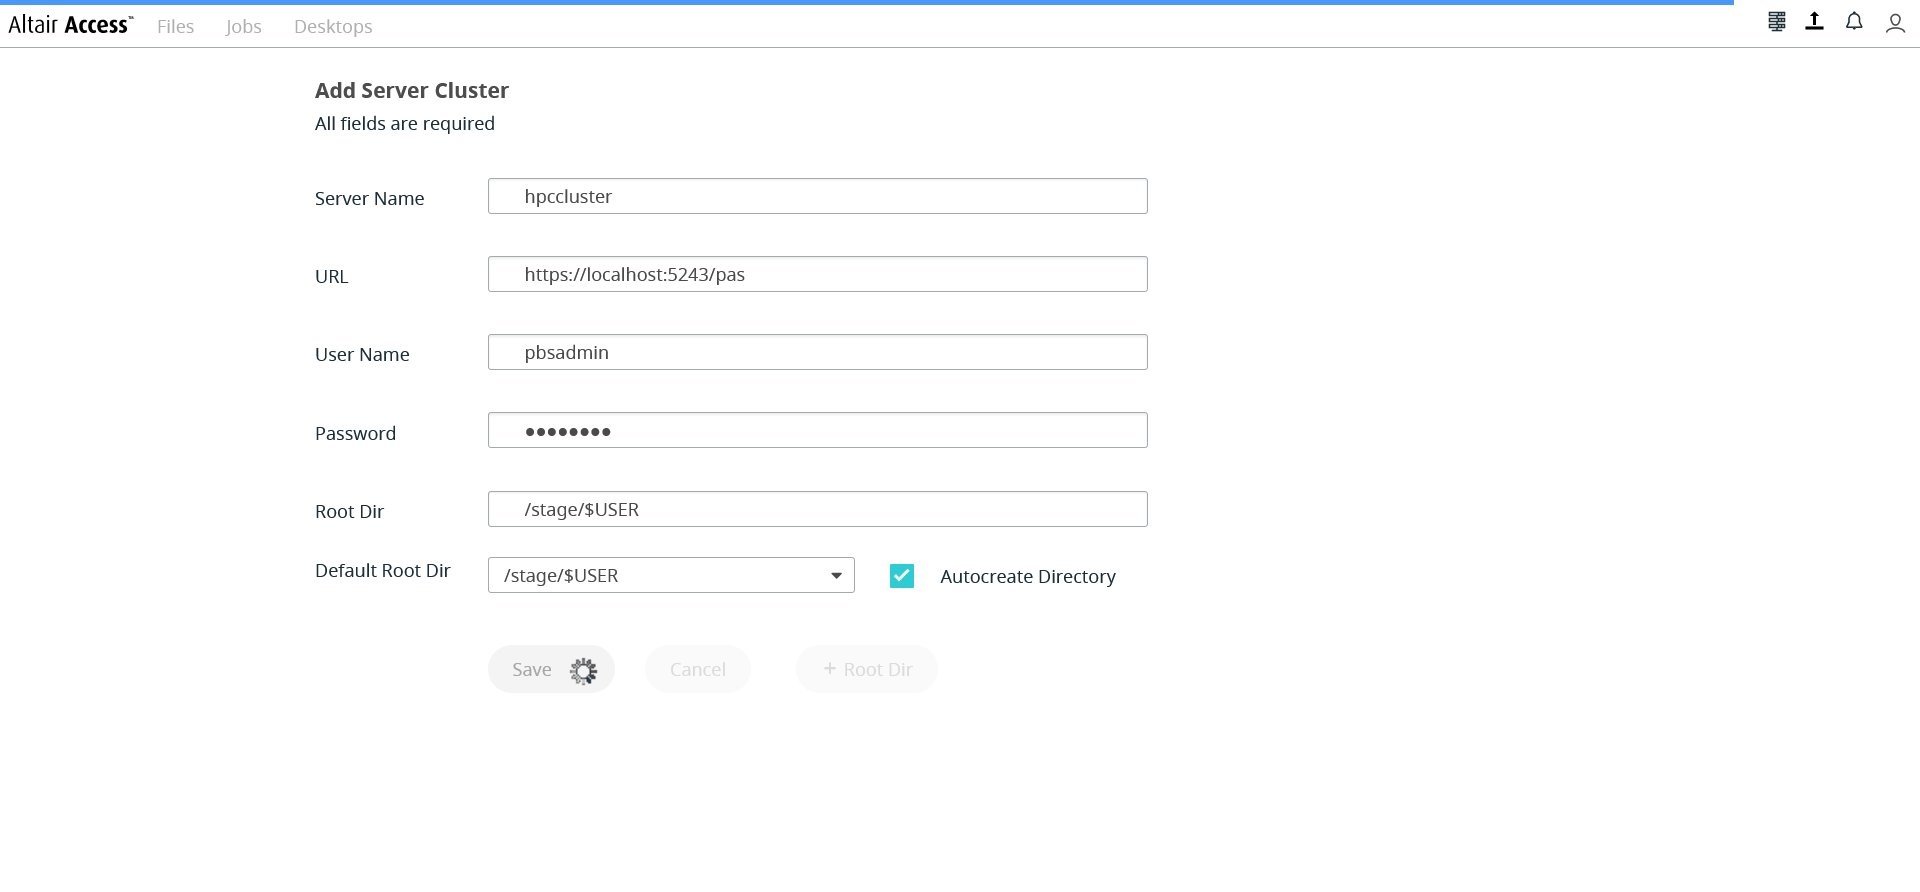 Altair Access™ Files Jobs Desktops
Add Server Cluster
All fields are required
Server Name hpccluster
URL https://localhost:5243/pas
User Name pbsadmin
Password ●●●●●●●●
Root Dir /stage/$USER
Default Root Dir /stage/$USER Autocreate Directory
Save Cancel + Root Dir